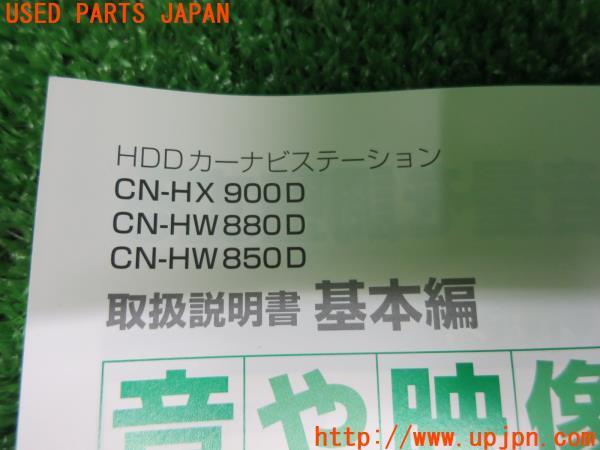 USED PARTS JAPAN
HDDカーナビステーション
CN-HX900D
CN-HW880D
CN-HW850D
取扱説明書 基本編
音や映像
http://www.upjpn.com